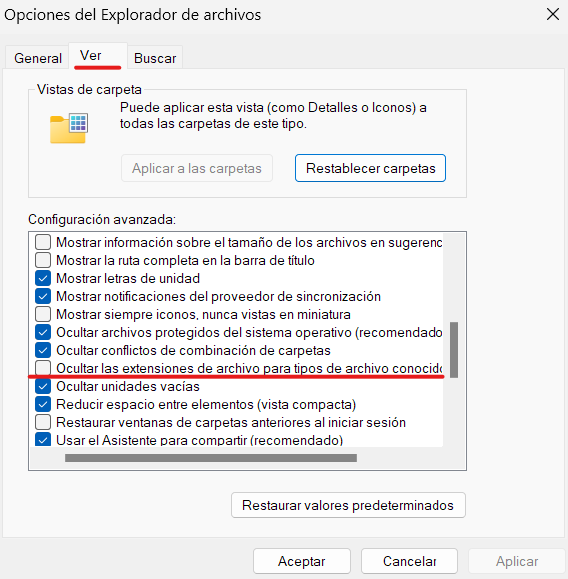 Opciones del Explorador de archivos
General
Ver
Buscar
Vistas de carpeta
Puede aplicar esta vista (como Detalles o Iconos) a
todas las carpetas de este tipo.
Aplicar a las carpetas
Restablecer carpetas
Configuración avanzada:
Mostrar información sobre el tamaño de los archivos en sugerenc
Mostrar la ruta completa en la barra de título
Mostrar letras de unidad
Mostrar notificaciones del proveedor de sincronización
Mostrar siempre iconos, nunca vistas en miniatura
Ocultar archivos protegidos del sistema operativo (recomendado
Ocultar conflictos de combinación de carpetas
Ocultar las extensiones de archivo para tipos de archivo conocido
Ocultar unidades vacías
Reducir espacio entre elementos (vista compacta)
Restaurar ventanas de carpetas anteriores al iniciar sesión
Usar el Asistente para compartir (recomendado)
Restaurar valores predeterminados
Aceptar
Cancelar
Aplicar